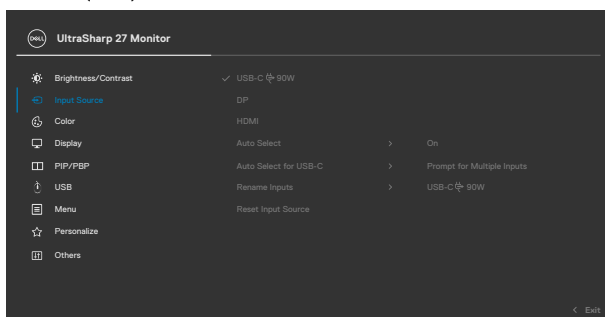 DELL UltraSharp 27 Monitor
Brightness/Contrast USB-C 90W
Input Source DP
Color HDMI
Display Auto Select > On
PIP/PBP Auto Select for USB-C > Prompt for Multiple Inputs
USB Rename Inputs > USB-C 90W
Menu Reset Input Source
Personalize
Others
< Exit